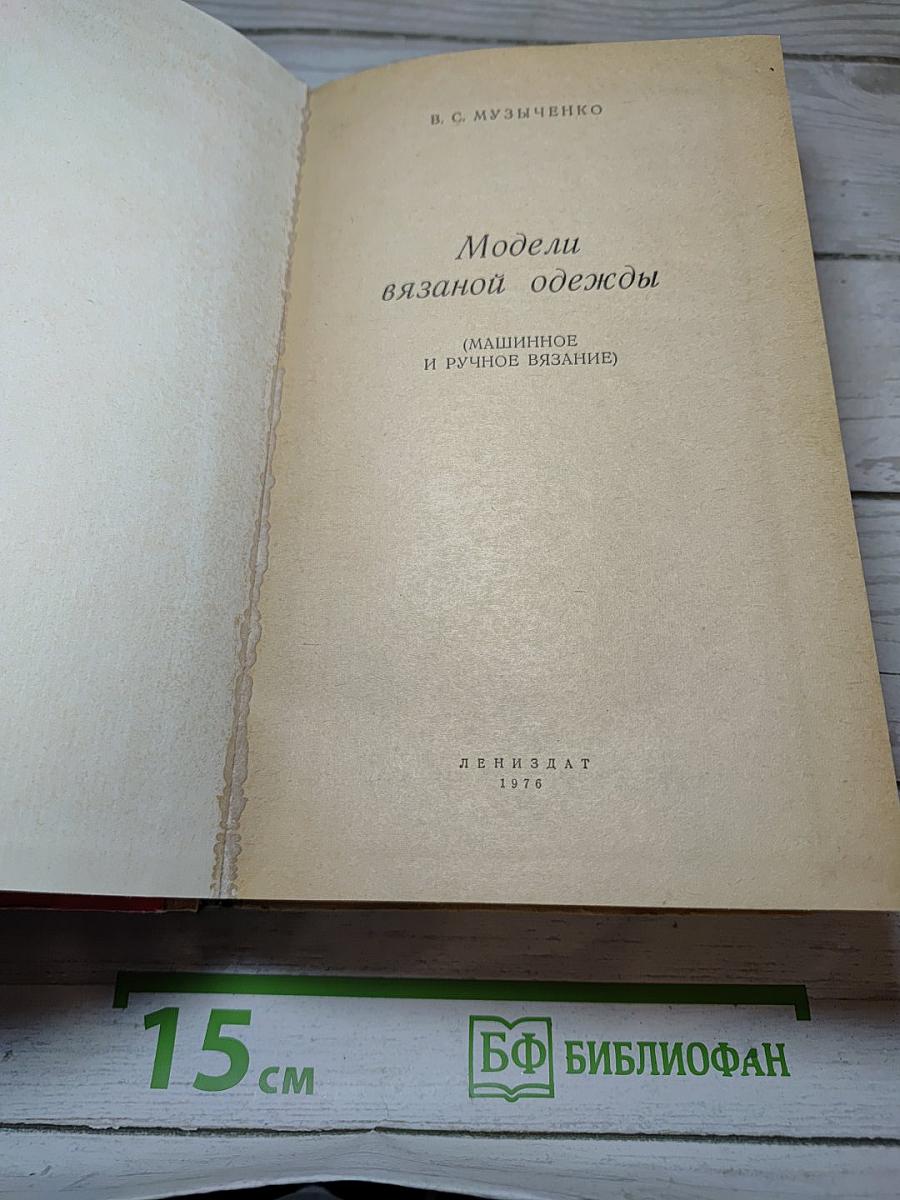 В. С. МУЗЫЧЕНКО
Модели
вязаной одежды
(МАШИННОЕ
И РУЧНОЕ ВЯЗАНИЕ)
ЛЕНИЗДАТ
1976
15 см
БФ БИБЛИОФАН